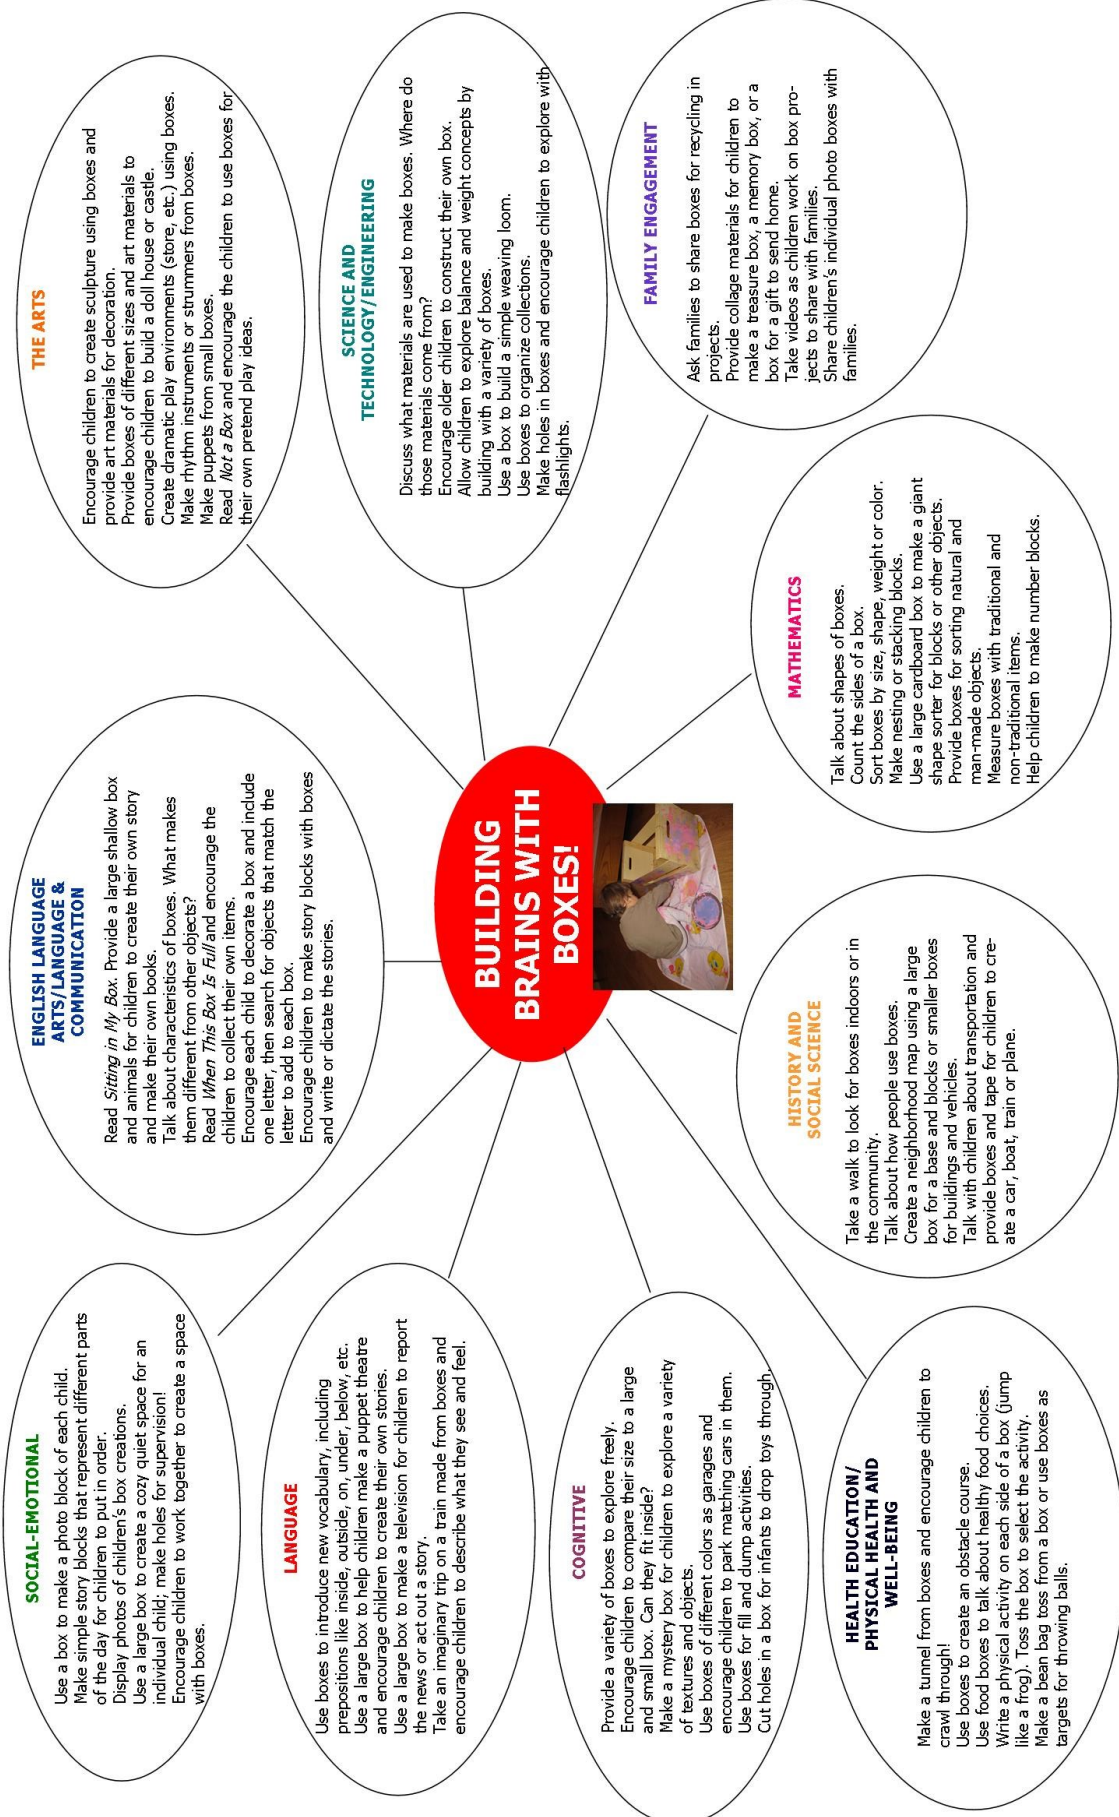 SOCIAL-EMOTIONAL
Use a box to make a photo block of each child.
Make simple story blocks that represent different parts
of the day for children to put in order.
Display photos of children's box creations.
Use a large box to create a cozy quiet space for an
individual child; make holes for supervision!
Encourage children to work together to create a space
with boxes.
ENGLISH LANGUAGE
ARTS/LANGUAGE &
COMMUNICATION
Read Sitting in My Box. Provide a large shallow box
and animals for children to create their own story
and make their own books.
Talk about characteristics of boxes. What makes
them different from other objects?
Read When This Box Is Full and encourage the
children to collect their own items.
Encourage each child to decorate a box and include
one letter, then search for objects that match the
letter to add to each box.
Encourage children to make story blocks with boxes
and write or dictate the stories.
THE ARTS
Encourage children to create sculpture using boxes and
provide art materials for decoration.
Provide boxes of different sizes and art materials to
encourage children to build a doll house or castle.
Create dramatic play environments (store, etc.) using boxes.
Make rhythm instruments or strummers from boxes.
Make puppets from small boxes.
Read Not a Box and encourage the children to use boxes for
their own pretend play ideas.
LANGUAGE
Use boxes to introduce new vocabulary, including
prepositions like inside, outside, on, under, below, etc.
Use a large box to help children make a puppet theatre
and encourage children to create their own stories.
Use a large box to make a television for children to report
the news or act out a story.
Take an imaginary trip on a train made from boxes and
encourage children to describe what they see and feel.
BUILDING
BRAINS WITH
BOXES!
SCIENCE AND
TECHNOLOGY/ENGINEERING
Discuss what materials are used to make boxes. Where do
those materials come from?
Encourage older children to construct their own box.
Allow children to explore balance and weight concepts by
building with a variety of boxes.
Use a box to build a simple weaving loom.
Use boxes to organize collections.
Make holes in boxes and encourage children to explore with
flashlights.
COGNITIVE
Provide a variety of boxes to explore freely.
Encourage children to compare their size to a large
and small box. Can they fit inside?
Make a mystery box for children to explore a variety
of textures and objects.
Use boxes of different colors as garages and
encourage children to park matching cars in them.
Use boxes for fill and dump activities.
Cut holes in a box for infants to drop toys through.
FAMILY ENGAGEMENT
Ask families to share boxes for recycling in
projects.
Provide collage materials for children to
make a treasure box, a memory box, or a
box for a gift to send home.
Take videos as children work on box pro-
jects to share with families.
Share children's individual photo boxes with
families.
HEALTH EDUCATION/
PHYSICAL HEALTH AND
WELL-BEING
Make a tunnel from boxes and encourage children to
crawl through!
Use boxes to create an obstacle course.
Use food boxes to talk about healthy food choices.
Write a physical activity on each side of a box (jump
like a frog). Toss the box to select the activity.
Make a bean bag toss from a box or use boxes as
targets for throwing balls.
HISTORY AND
SOCIAL SCIENCE
Take a walk to look for boxes indoors or in
the community.
Talk about how people use boxes.
Create a neighborhood map using a large
box for a base and blocks or smaller boxes
for buildings and vehicles.
Talk with children about transportation and
provide boxes and tape for children to cre-
ate a car, boat, train or plane.
MATHEMATICS
Talk about shapes of boxes.
Count the sides of a box.
Sort boxes by size, shape, weight or color.
Make nesting or stacking blocks.
Use a large cardboard box to make a giant
shape sorter for blocks or other objects.
Provide boxes for sorting natural and
man-made objects.
Measure boxes with traditional and
non-traditional items.
Help children to make number blocks.